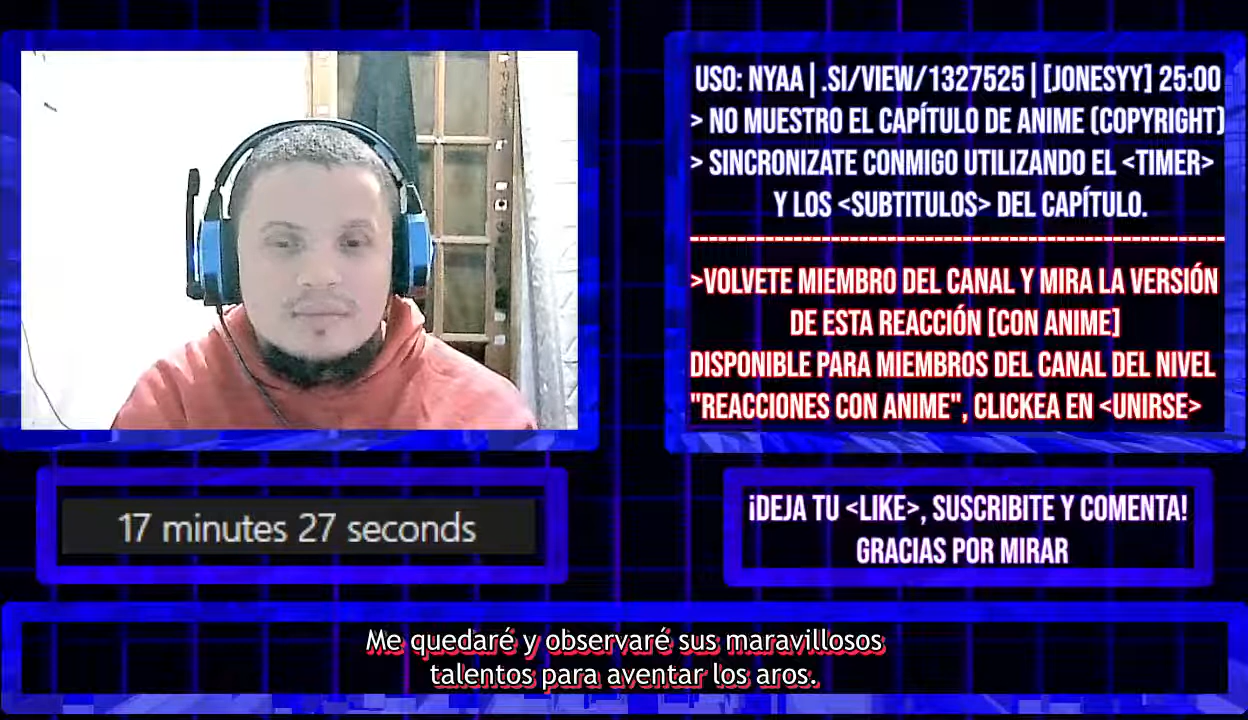 USO: NYAA | .SI/VIEW/1327525 | [JONESYY] 25:00
> NO MUESTRO EL CAPÍTULO DE ANIME (COPYRIGHT)
> SINCRONIZATE CONMIGO UTILIZANDO EL <TIMER>
Y LOS <SUBTITULOS> DEL CAPÍTULO.
>VOLVETE MIEMBRO DEL CANAL Y MIRA LA VERSIÓN
DE ESTA REACCIÓN [CON ANIME]
DISPONIBLE PARA MIEMBROS DEL CANAL DEL NIVEL
"REACCIONES CON ANIME", CLICKEA EN <UNIRSE>
17 minutes 27 seconds
¡DEJA TU <LIKE>, SUSCRIBITE Y COMENTA!
GRACIAS POR MIRAR
Me quedaré y observaré sus maravillosos
talentos para aventar los aros.